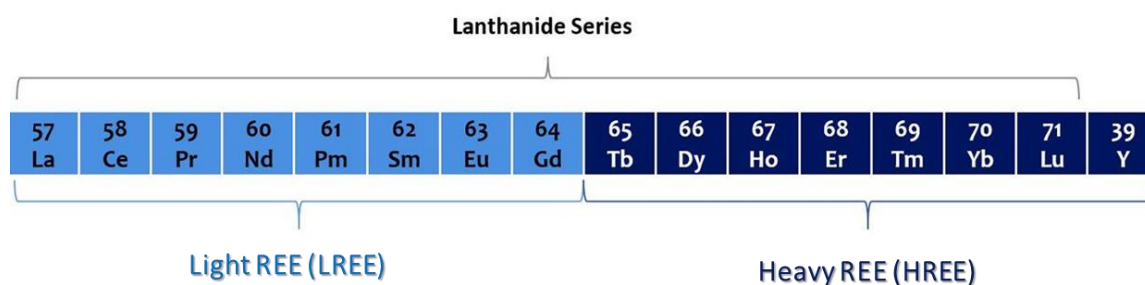 Lanthanide Series
57 58 59 60 61 62 63 64 65 66 67 68 69 70 71 39
La Ce Pr Nd Pm Sm Eu Gd Tb Dy Ho Er Tm Yb Lu Y
Light REE (LREE) Heavy REE (HREE)